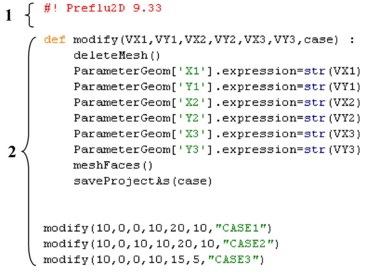 1 #! Preflu2D 9.33
def modify(VX1,VY1,VX2,VY2,VX3,VY3,case) :
deleteMesh()
ParameterGeom['X1'].expression=str(VX1)
ParameterGeom['Y1'].expression=str(VY1)
ParameterGeom['X2'].expression=str(VX2)
ParameterGeom['Y2'].expression=str(VY2)
2 ParameterGeom['X3'].expression=str(VX3)
ParameterGeom['Y3'].expression=str(VY3)
meshFaces()
saveProjectAs(case)
modify(10,0,0,10,20,10,"CASE1")
modify(10,0,10,10,20,10,"CASE2")
modify(10,0,0,10,15,5,"CASE3")